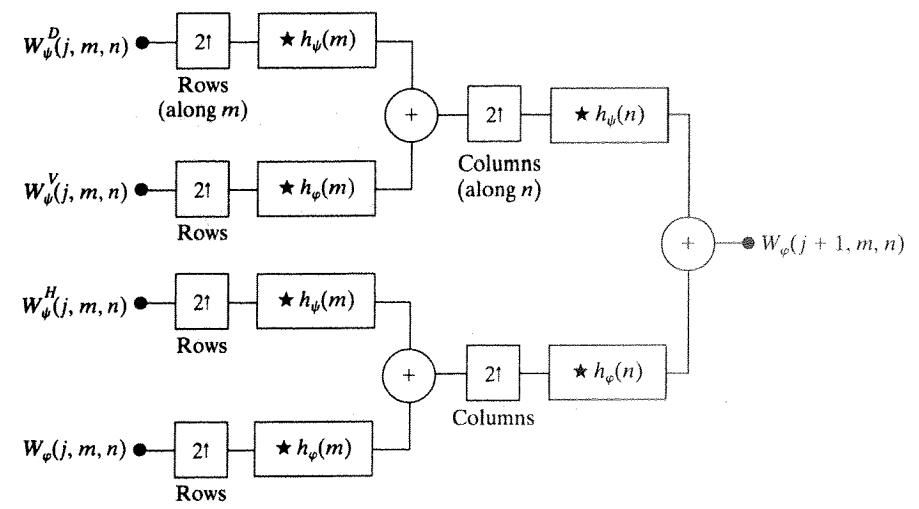 W_ψ^D(j, m, n)
2↑
★ h_ψ(m)
Rows
(along m)
+
2↑
★ h_ψ(n)
Columns
(along n)
W_ψ^V(j, m, n)
2↑
★ h_φ(m)
Rows
+
W_φ(j + 1, m, n)
W_ψ^H(j, m, n)
2↑
★ h_ψ(m)
Rows
+
2↑
★ h_φ(n)
Columns
W_φ(j, m, n)
2↑
★ h_φ(m)
Rows